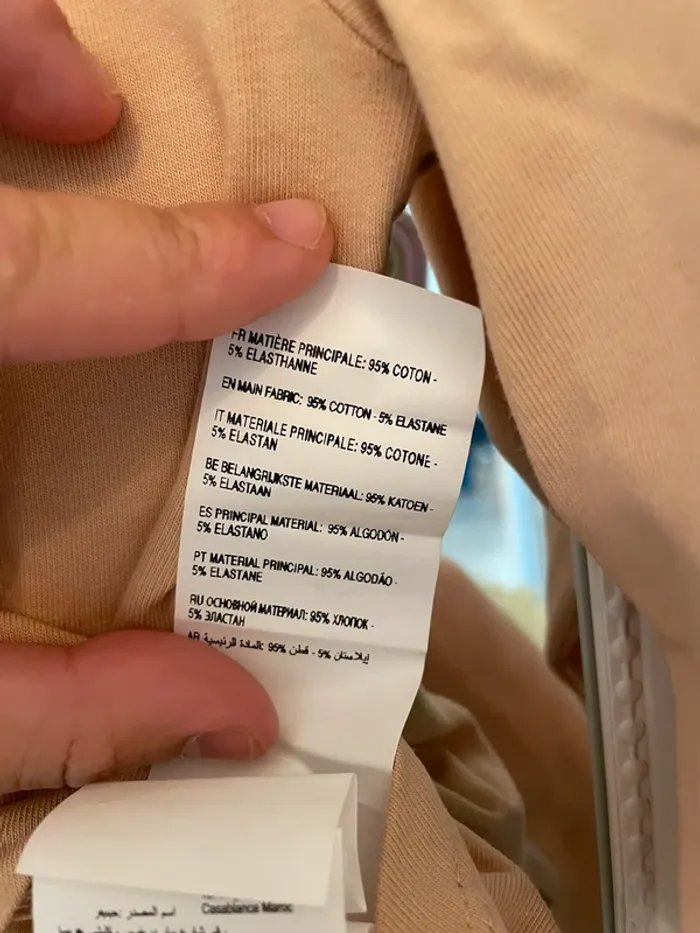 FR MATIÈRE PRINCIPALE: 95% COTON -
5% ELASTHANNE
EN MAIN FABRIC: 95% COTTON - 5% ELASTANE
IT MATERIALE PRINCIPALE: 95% COTONE -
5% ELASTAN
BE BELANGRIJKSTE MATERIAAL: 95% KATOEN -
5% ELASTAAN
ES PRINCIPAL MATERIAL: 95% ALGODÓN -
5% ELASTANO
PT MATERIAL PRINCIPAL: 95% ALGODÃO -
5% ELASTANE
RU ОСНОВНОЙ МАТЕРИАЛ: 95% ХЛОПОК -
5% ЭЛАСТАН
AR المادة الرئيسية: 95% قطن - 5% إيلاستان
Casablanca Maroc
اسم المصدر :